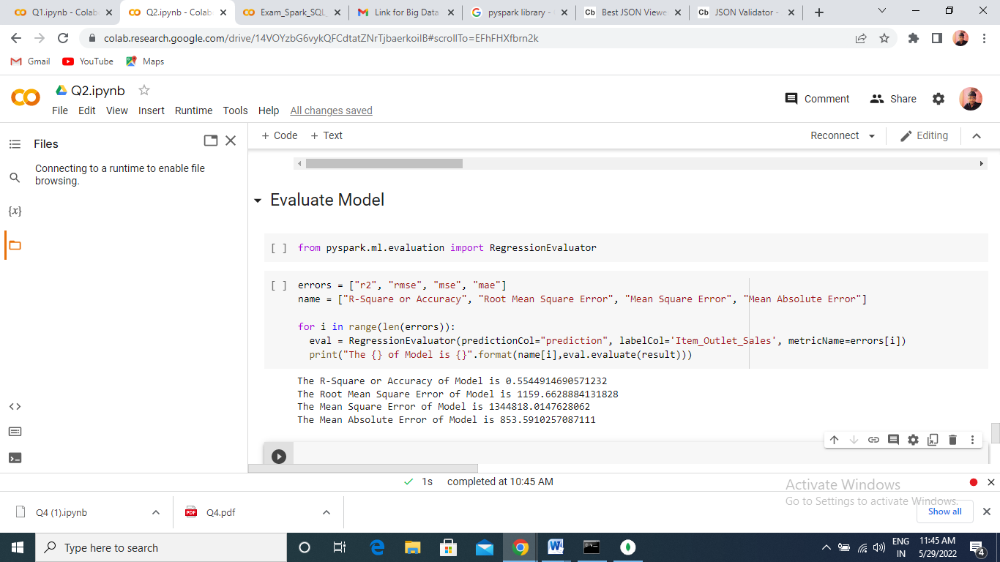 Q1.ipynb - Colab
Q2.ipynb - Colab
Exam_Spark_SQL
Link for Big Data
pyspark library -
Cb Best JSON Viewe
Cb JSON Validator -
colab.research.google.com/drive/14VOYzbG6vykQFCdtatZNrTjbaerkoiIB#scrollTo=EFhFHXfbrn2k
Gmail YouTube Maps
Q2.ipynb
Comment Share
File Edit View Insert Runtime Tools Help All changes saved
Files
+ Code + Text
Reconnect Editing
Connecting to a runtime to enable file
browsing.
{x}
Evaluate Model
[ ] from pyspark.ml.evaluation import RegressionEvaluator
[ ] errors = ["r2", "rmse", "mse", "mae"]
name = ["R-Square or Accuracy", "Root Mean Square Error", "Mean Square Error", "Mean Absolute Error"]
for i in range(len(errors)):
eval = RegressionEvaluator(predictionCol="prediction", labelCol='Item_Outlet_Sales', metricName=errors[i])
print("The {} of Model is {}".format(name[i],eval.evaluate(result)))
The R-Square or Accuracy of Model is 0.5544914690571232
The Root Mean Square Error of Model is 1159.6628884131828
The Mean Square Error of Model is 1344818.0147628062
The Mean Absolute Error of Model is 853.5910257087111
1s completed at 10:45 AM
Activate Windows
Go to Settings to activate Windows.
Q4 (1).ipynb
PDF Q4.pdf
Show all
Type here to search
ENG
IN
11:45 AM
5/29/2022
4